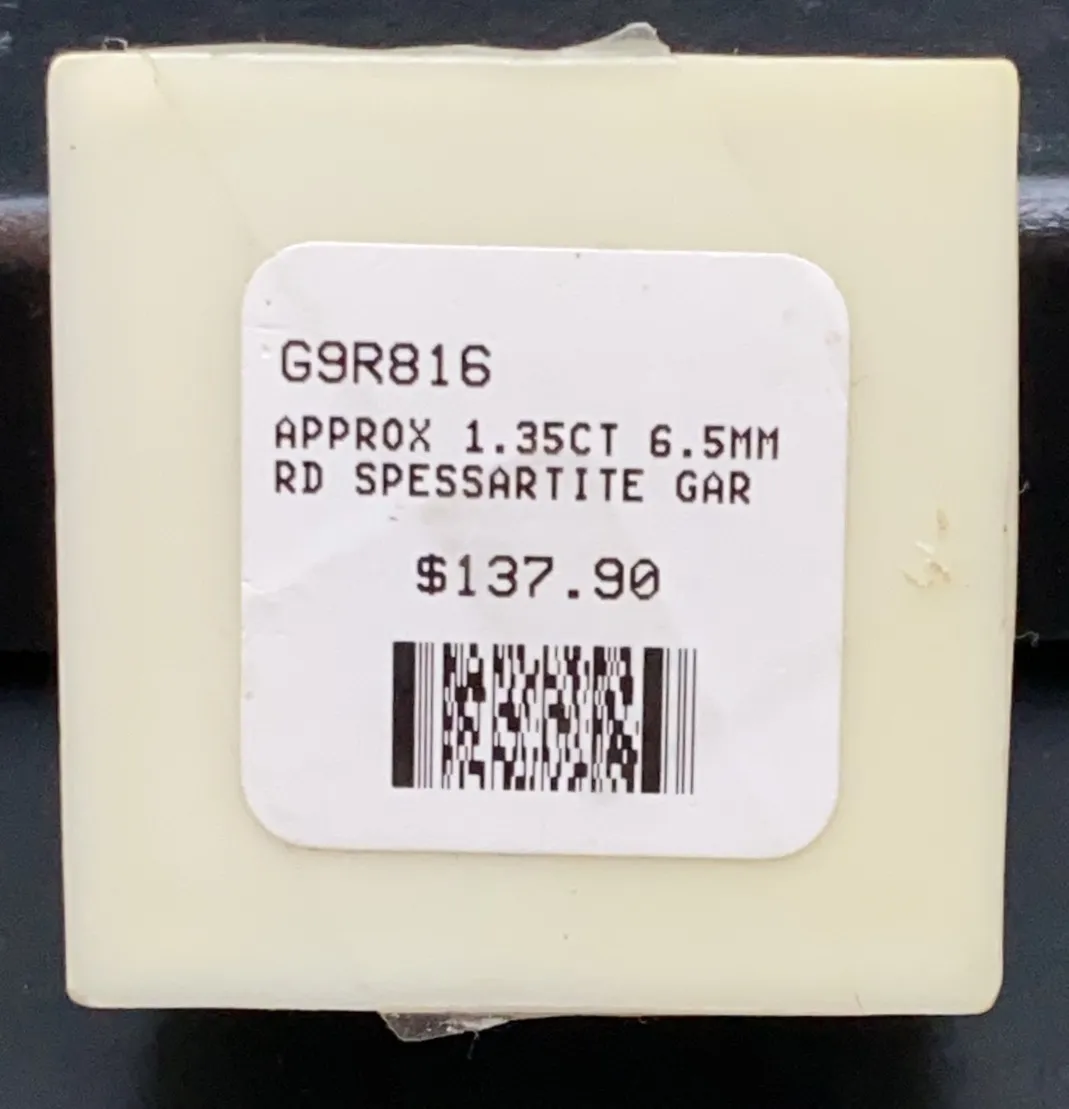 G9R816
APPROX 1.35CT 6.5MM
RD SPESSARTITE GAR
$137.90